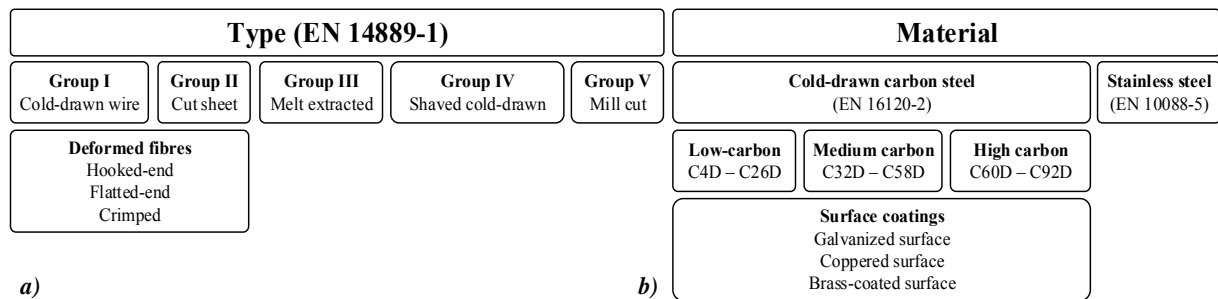 Type (EN 14889-1)
Group I
Cold-drawn wire
Group II
Cut sheet
Group III
Melt extracted
Group IV
Shaved cold-drawn
Group V
Mill cut
Deformed fibres
Hooked-end
Flatted-end
Crimped
a)
Material
Cold-drawn carbon steel
(EN 16120-2)
Stainless steel
(EN 10088-5)
Low-carbon
C4D – C26D
Medium carbon
C32D – C58D
High carbon
C60D – C92D
Surface coatings
Galvanized surface
Coppered surface
Brass-coated surface
b)